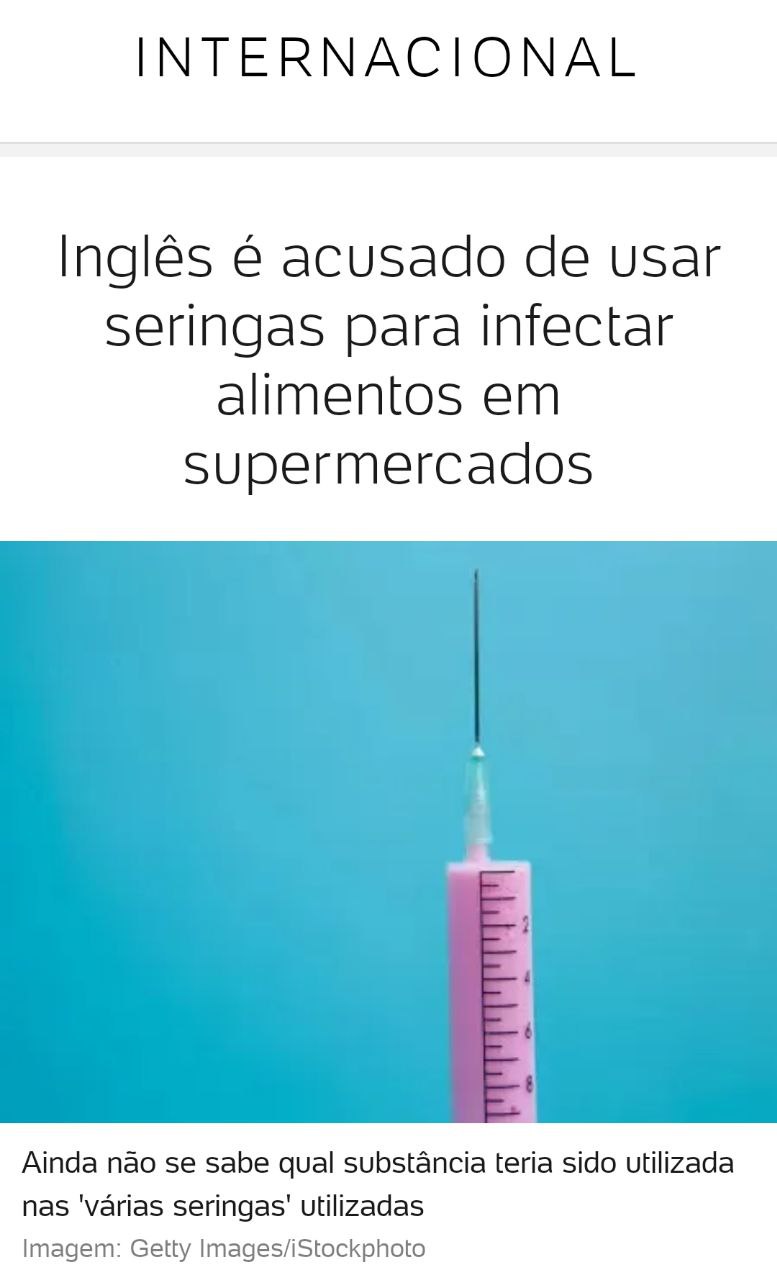 INTERNACIONAL
Inglês é acusado de usar
seringas para infectar
alimentos em
supermercados
2
4
6
8
Ainda não se sabe qual substância teria sido utilizada
nas 'várias seringas' utilizadas
Imagem: Getty Images/iStockphoto